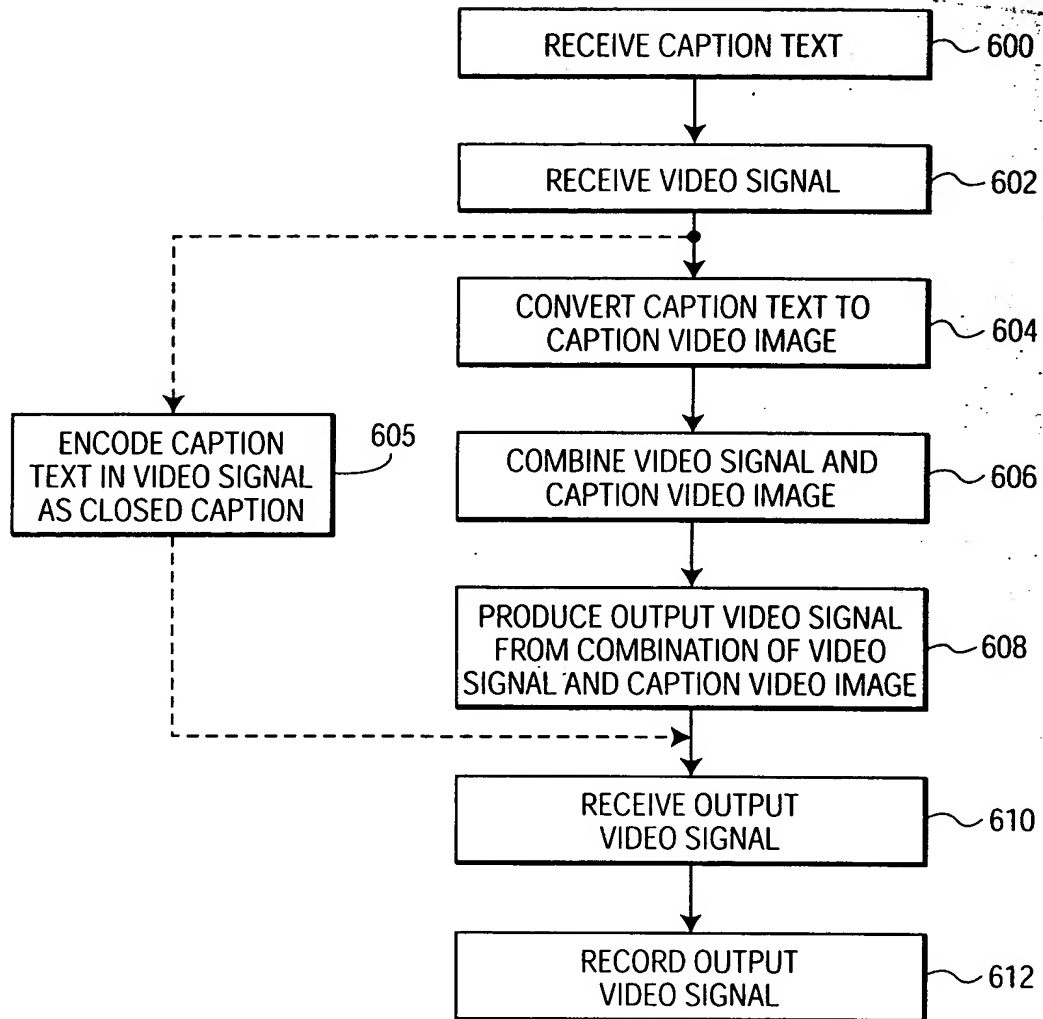 RECEIVE CAPTION TEXT
600
RECEIVE VIDEO SIGNAL
602
CONVERT CAPTION TEXT TO
CAPTION VIDEO IMAGE
604
ENCODE CAPTION
TEXT IN VIDEO SIGNAL
AS CLOSED CAPTION
605
COMBINE VIDEO SIGNAL AND
CAPTION VIDEO IMAGE
606
PRODUCE OUTPUT VIDEO SIGNAL
FROM COMBINATION OF VIDEO
SIGNAL AND CAPTION VIDEO IMAGE
608
RECEIVE OUTPUT
VIDEO SIGNAL
610
RECORD OUTPUT
VIDEO SIGNAL
612